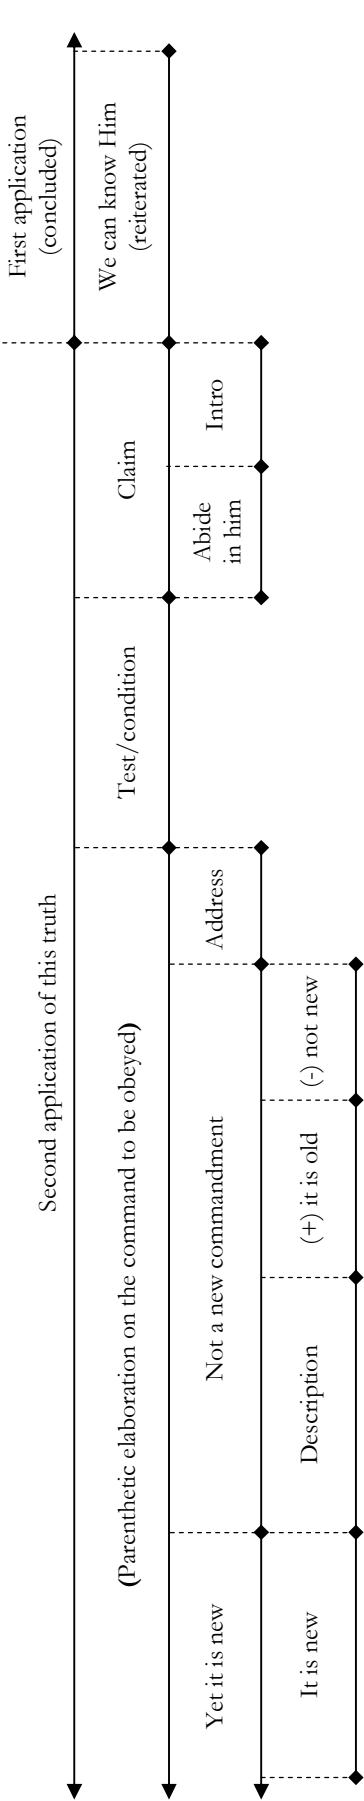 First application
(concluded)
We can know Him
(reiterated)
Second application of this truth
Claim
Intro
Abide
in him
Test/condition
(Parenthetic elaboration on the command to be obeyed)
Address
Not a new commandment
(-) not new
(+) it is old
Description
Yet it is new
It is new